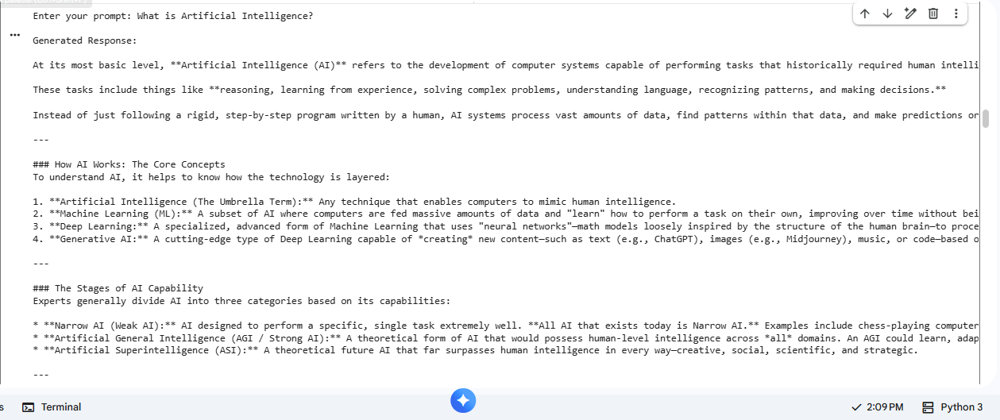 Enter your prompt: What is Artificial Intelligence?
Generated Response:
At its most basic level, **Artificial Intelligence (AI)** refers to the development of computer systems capable of performing tasks that historically required human intelli
These tasks include things like **reasoning, learning from experience, solving complex problems, understanding language, recognizing patterns, and making decisions.**
Instead of just following a rigid, step-by-step program written by a human, AI systems process vast amounts of data, find patterns within that data, and make predictions or
---
### How AI Works: The Core Concepts
To understand AI, it helps to know how the technology is layered:
1. **Artificial Intelligence (The Umbrella Term):** Any technique that enables computers to mimic human intelligence.
2. **Machine Learning (ML):** A subset of AI where computers are fed massive amounts of data and "learn" how to perform a task on their own, improving over time without bei
3. **Deep Learning:** A specialized, advanced form of Machine Learning that uses "neural networks"—math models loosely inspired by the structure of the human brain—to proce
4. **Generative AI:** A cutting-edge type of Deep Learning capable of *creating* new content—such as text (e.g., ChatGPT), images (e.g., Midjourney), music, or code—based o
---
### The Stages of AI Capability
Experts generally divide AI into three categories based on its capabilities:
* **Narrow AI (Weak AI):** AI designed to perform a specific, single task extremely well. **All AI that exists today is Narrow AI.** Examples include chess-playing computer
* **Artificial General Intelligence (AGI / Strong AI):** A theoretical form of AI that would possess human-level intelligence across *all* domains. An AGI could learn, adap
* **Artificial Superintelligence (ASI):** A theoretical future AI that far surpasses human intelligence in every way—creative, social, scientific, and strategic.
---
s Terminal 2:09 PM Python 3